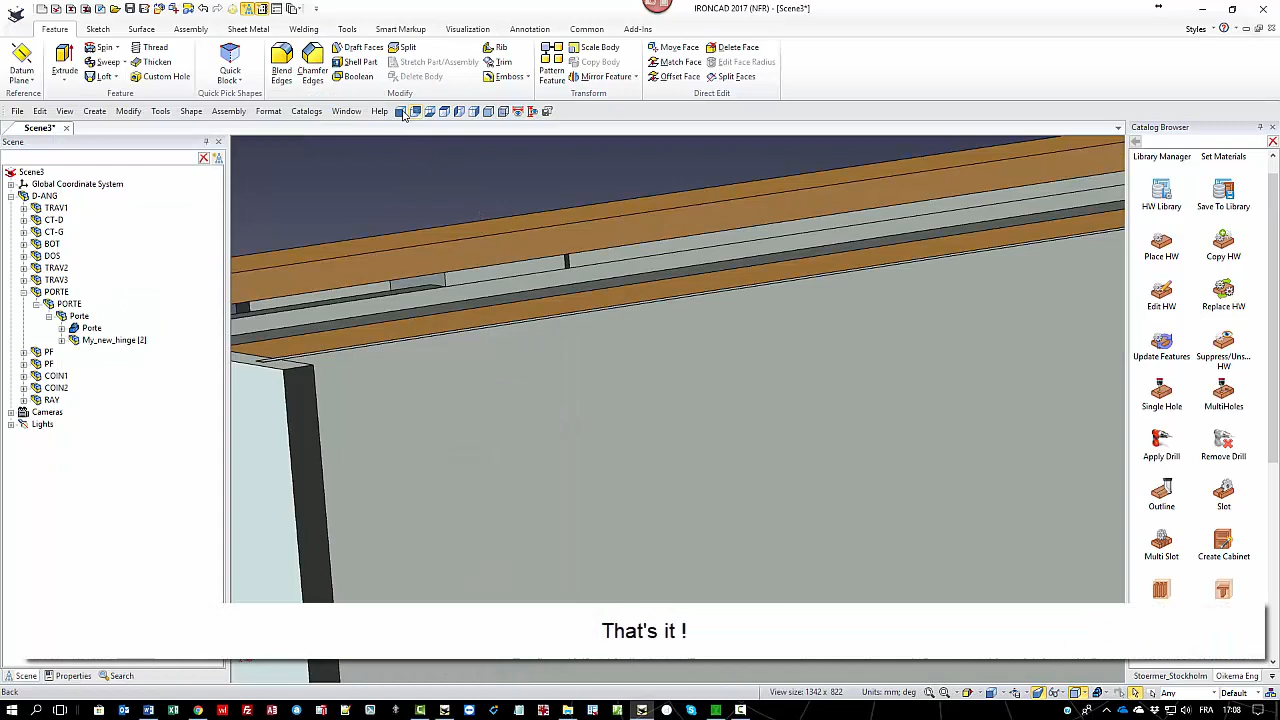 IRONCAD 2017 (NFR) - [Scene3*]
Feature Sketch Surface Assembly Sheet Metal Welding Tools Smart Markup Visualization Annotation Common Add-Ins Styles
Datum Plane
Extrude
Spin
Sweep
Loft
Thread
Thicken
Custom Hole
Quick Block
Blend Edges
Chamfer Edges
Draft Faces
Shell Part
Boolean
Split
Stretch Part/Assembly
Delete Body
Rib
Trim
Emboss
Pattern Feature
Scale Body
Copy Body
Mirror Feature
Move Face
Match Face
Offset Face
Delete Face
Edit Face Radius
Split Faces
Reference Feature Quick Pick Shapes Modify Transform Direct Edit
File Edit View Create Modify Tools Shape Assembly Format Catalogs Window Help
Scene3*
Scene
Scene3
Global Coordinate System
D-ANG
TRAV1
CT-D
CT-G
BOT
DOS
TRAV2
TRAV3
PORTE
PORTE
Porte
Porte
My_new_hinge [2]
PF
PF
COIN1
COIN2
RAY
Cameras
Lights
Catalog Browser
Library Manager Set Materials
HW Library Save To Library
Place HW Copy HW
Edit HW Replace HW
Update Features Suppress/Uns... HW
Single Hole MultiHoles
Apply Drill Remove Drill
Outline Slot
Multi Slot Create Cabinet
That's it !
Scene Properties Search
Stoermer_Stockholm Oikema Eng
Back
View size: 1342 x 822 Units: mm; deg
Any
Default
FRA 17:08